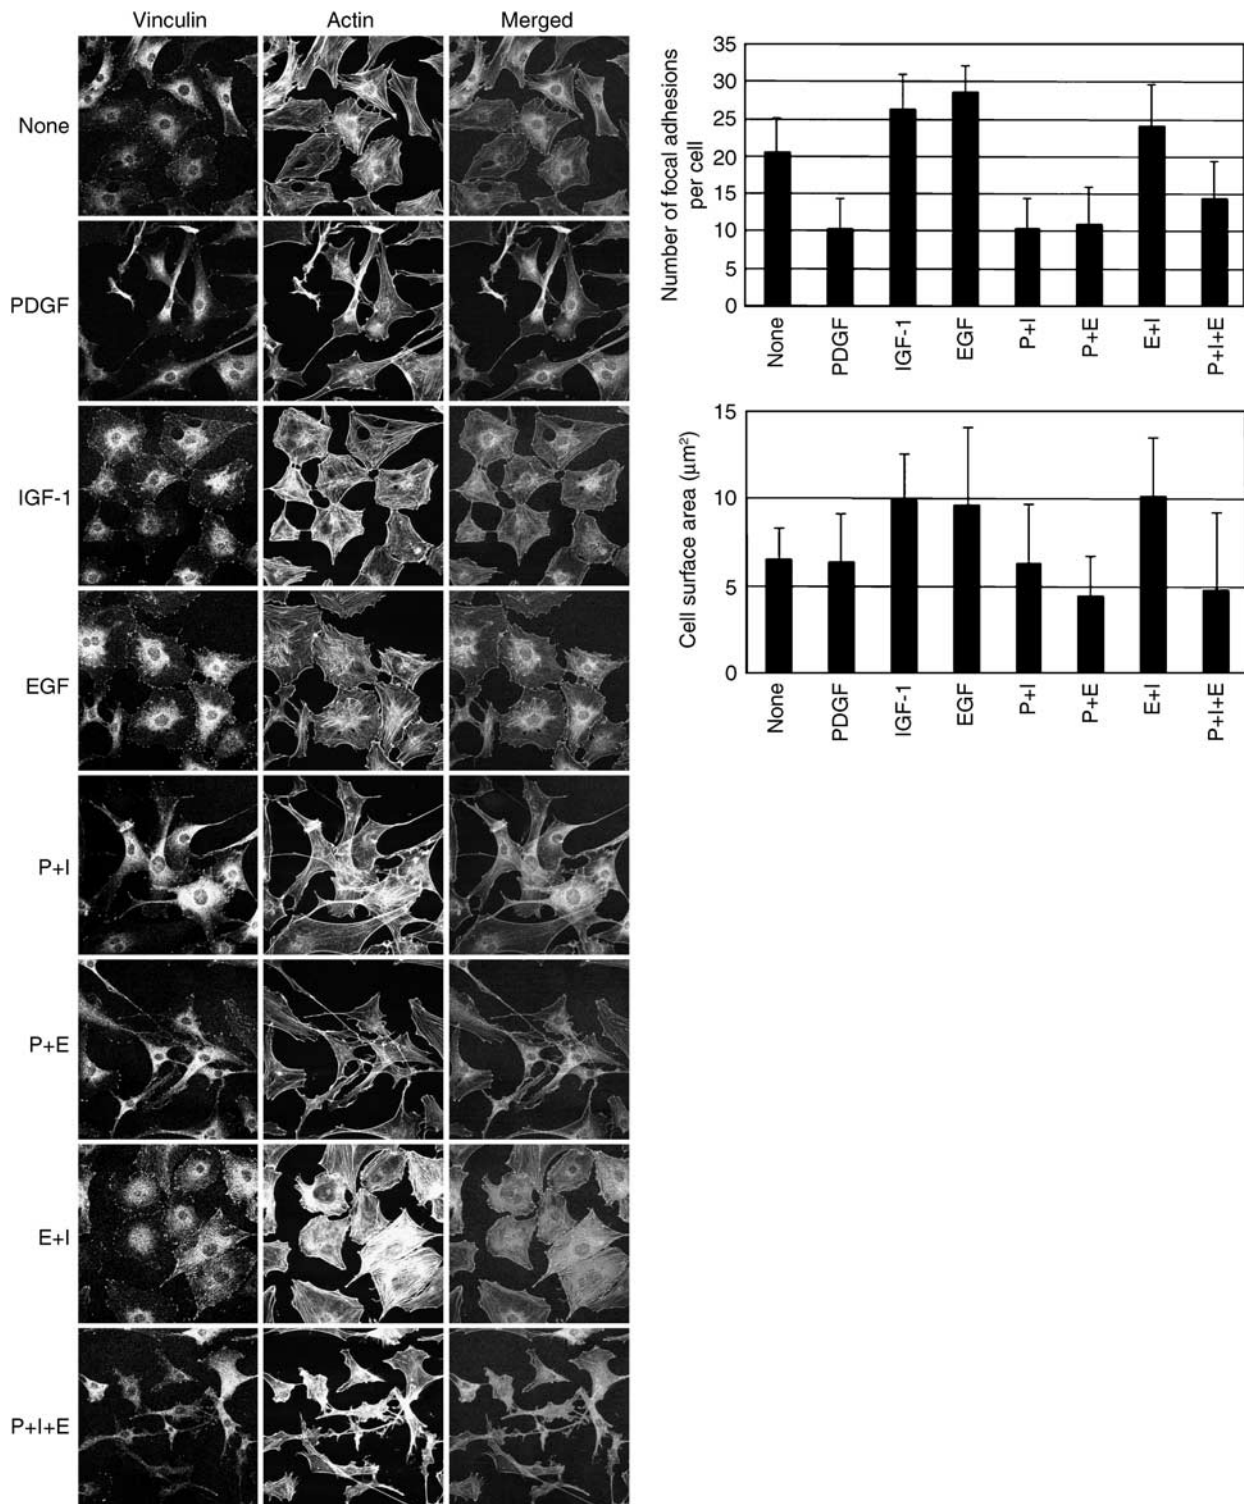 Vinculin Actin Merged
None
PDGF
IGF-1
EGF
P+I
P+E
E+I
P+I+E
Number of focal adhesions
per cell
35
30
25
20
15
10
5
0
None PDGF IGF-1 EGF P+I P+E E+I P+I+E
Cell surface area (μm²)
15
10
5
0
None PDGF IGF-1 EGF P+I P+E E+I P+I+E